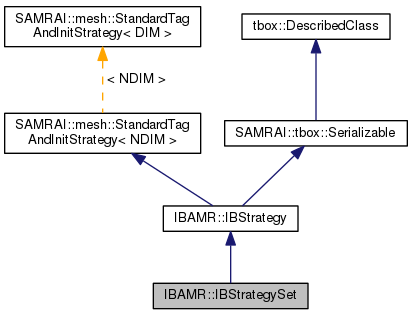 SAMRAI::mesh::StandardTag
AndInitStrategy< DIM >
tbox::DescribedClass
< NDIM >
SAMRAI::mesh::StandardTag
AndInitStrategy< NDIM >
SAMRAI::tbox::Serializable
IBAMR::IBStrategy
IBAMR::IBStrategySet